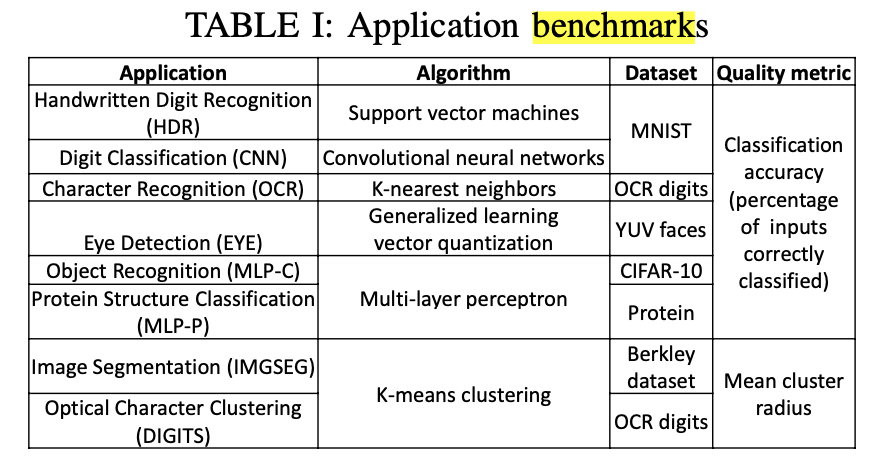 TABLE I: Application benchmarks
Application Algorithm Dataset Quality metric
Handwritten Digit Recognition
(HDR)
Support vector machines
MNIST
Digit Classification (CNN)
Convolutional neural networks
Character Recognition (OCR)
K-nearest neighbors
OCR digits
Eye Detection (EYE)
Generalized learning
vector quantization
YUV faces
Object Recognition (MLP-C)
Multi-layer perceptron
CIFAR-10
Protein Structure Classification
(MLP-P)
Protein
Classification
accuracy
(percentage
of inputs
correctly
classified)
Image Segmentation (IMGSEG)
K-means clustering
Berkley
dataset
Mean cluster
radius
Optical Character Clustering
(DIGITS)
OCR digits